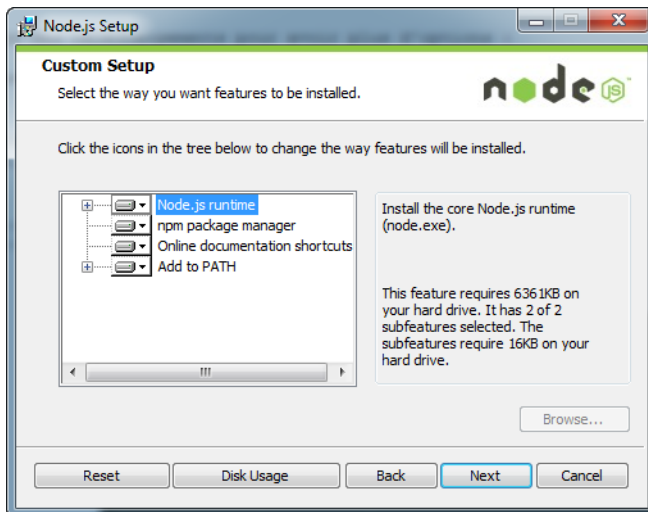 Node.js Setup
Custom Setup
Select the way you want features to be installed.
node JS
Click the icons in the tree below to change the way features will be installed.
Node.js runtime
npm package manager
Online documentation shortcuts
Add to PATH
Install the core Node.js runtime
(node.exe).
This feature requires 6361KB on
your hard drive. It has 2 of 2
subfeatures selected. The
subfeatures require 16KB on your
hard drive.
Browse...
Reset
Disk Usage
Back
Next
Cancel